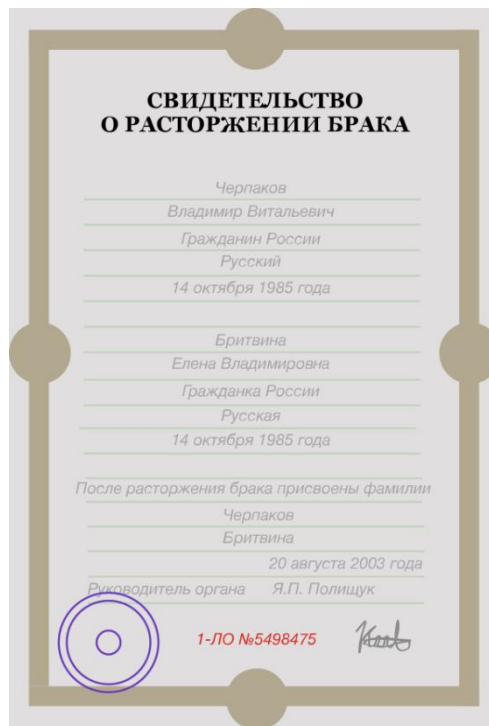 СВИДЕТЕЛЬСТВО
О РАСТОРЖЕНИИ БРАКА
Черпаков
Владимир Витальевич
Гражданин России
Русский
14 октября 1985 года
Бритвина
Елена Владимировна
Гражданка России
Русская
14 октября 1985 года
После расторжения брака присвоены фамилии
Черпаков
Бритвина
20 августа 2003 года
Руководитель органа Я.П. Полищук
1-ЛО №5498475